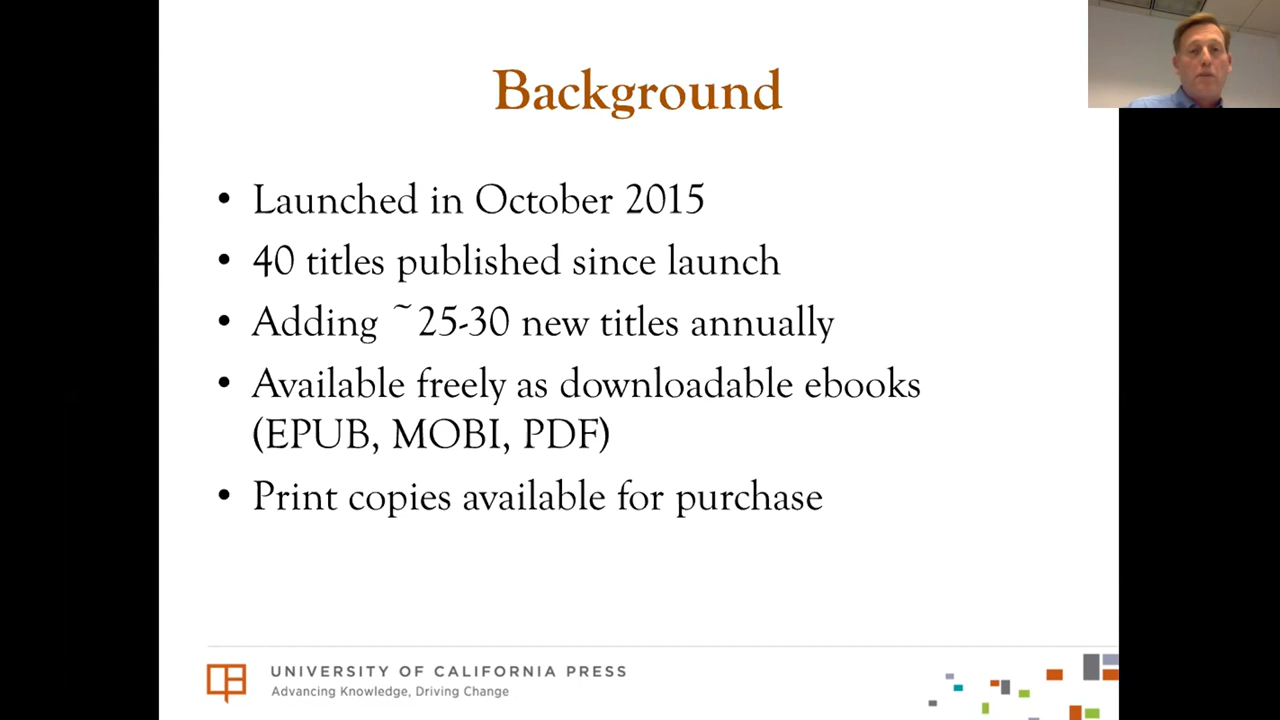 Background
• Launched in October 2015
• 40 titles published since launch
• Adding ~25-30 new titles annually
• Available freely as downloadable ebooks
(EPUB, MOBI, PDF)
• Print copies available for purchase
UNIVERSITY OF CALIFORNIA PRESS
Advancing Knowledge, Driving Change